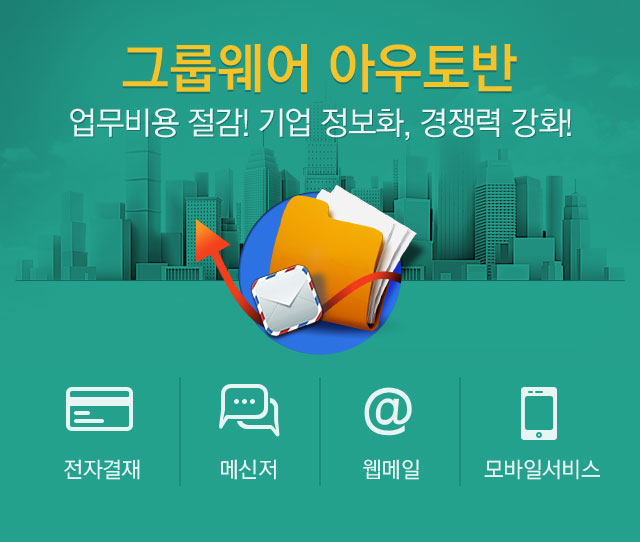 그룹웨어 아우토반
업무비용 절감! 기업 정보화, 경쟁력 강화!
전자결재
메신저
웹메일
모바일서비스